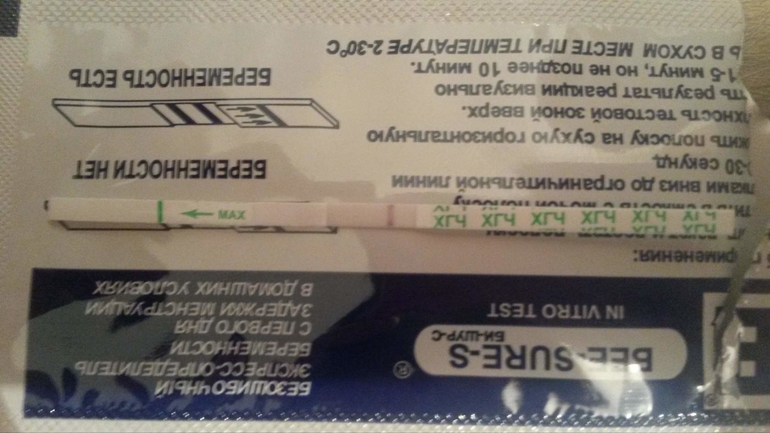 BEE-SURE-S ®
БИ-ШУР-С
IN VITRO TEST
БЕЗОШИБОЧНЫЙ
ЭКСПРЕСС-ОПРЕДЕЛИТЕЛЬ
БЕРЕМЕННОСТИ
С ПЕРВОГО ДНЯ
ЗАДЕРЖКИ МЕНСТРУАЦИИ
В ДОМАШНИХ УСЛОВИЯХ
применения:
MAX
ХГЧ ХГЧ ХГЧ ХГЧ ХГЧ ХГЧ
вниз до ограничительной линии
0-30 секунд.
жить полоску на сухую горизонтальную
хность тестовой зоной вверх.
ть результат реакции визуально
1-5 минут, но не позднее 10 минут.
Ь В СУХОМ МЕСТЕ ПРИ ТЕМПЕРАТУРЕ 2-30°С
БЕРЕМЕННОСТИ НЕТ
БЕРЕМЕННОСТЬ ЕСТЬ